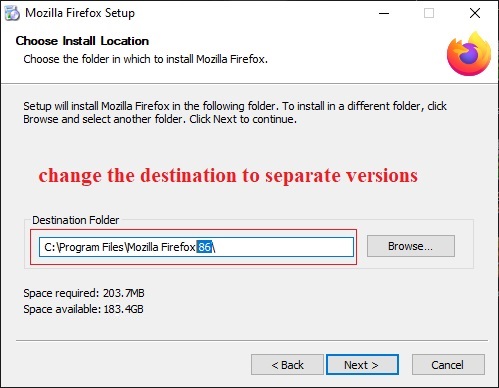 Mozilla Firefox Setup
Choose Install Location
Choose the folder in which to install Mozilla Firefox.
Setup will install Mozilla Firefox in the following folder. To install in a different folder, click
Browse and select another folder. Click Next to continue.
change the destination to separate versions
Destination Folder
C:\Program Files\Mozilla Firefox 86\
Browse...
Space required: 203.7MB
Space available: 183.4GB
< Back
Next >
Cancel